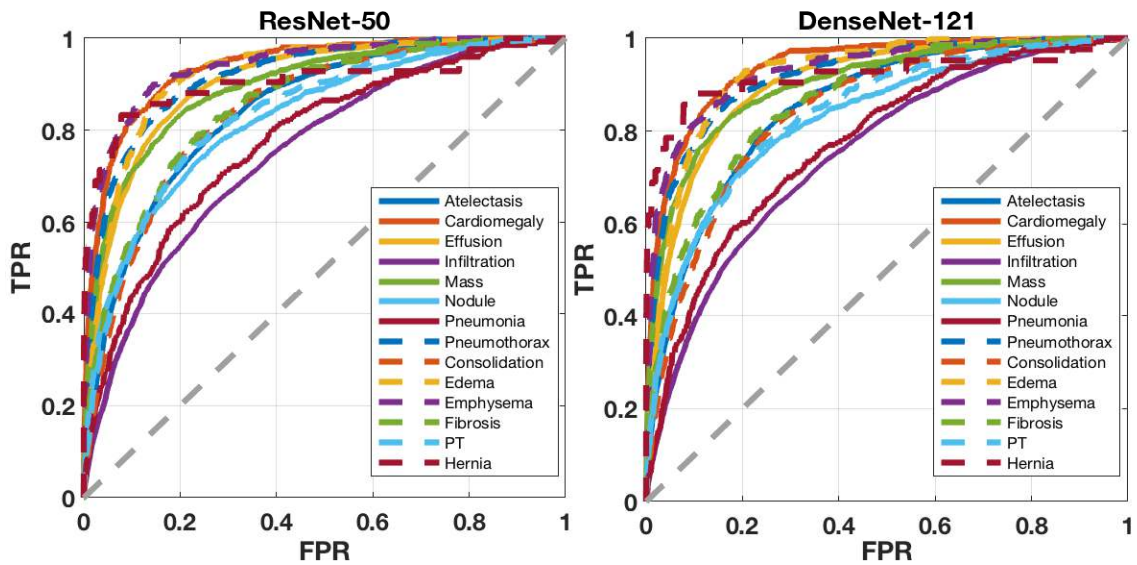 ResNet-50
1
0.8
0.6
0.4
0.2
0
TPR
0
0.2
0.4
0.6
0.8
1
FPR
Atelectasis
Cardiomegaly
Effusion
Infiltration
Mass
Nodule
Pneumonia
Pneumothorax
Consolidation
Edema
Emphysema
Fibrosis
PT
Hernia
DenseNet-121
1
0.8
0.6
0.4
0.2
0
TPR
0
0.2
0.4
0.6
0.8
1
FPR
Atelectasis
Cardiomegaly
Effusion
Infiltration
Mass
Nodule
Pneumonia
Pneumothorax
Consolidation
Edema
Emphysema
Fibrosis
PT
Hernia